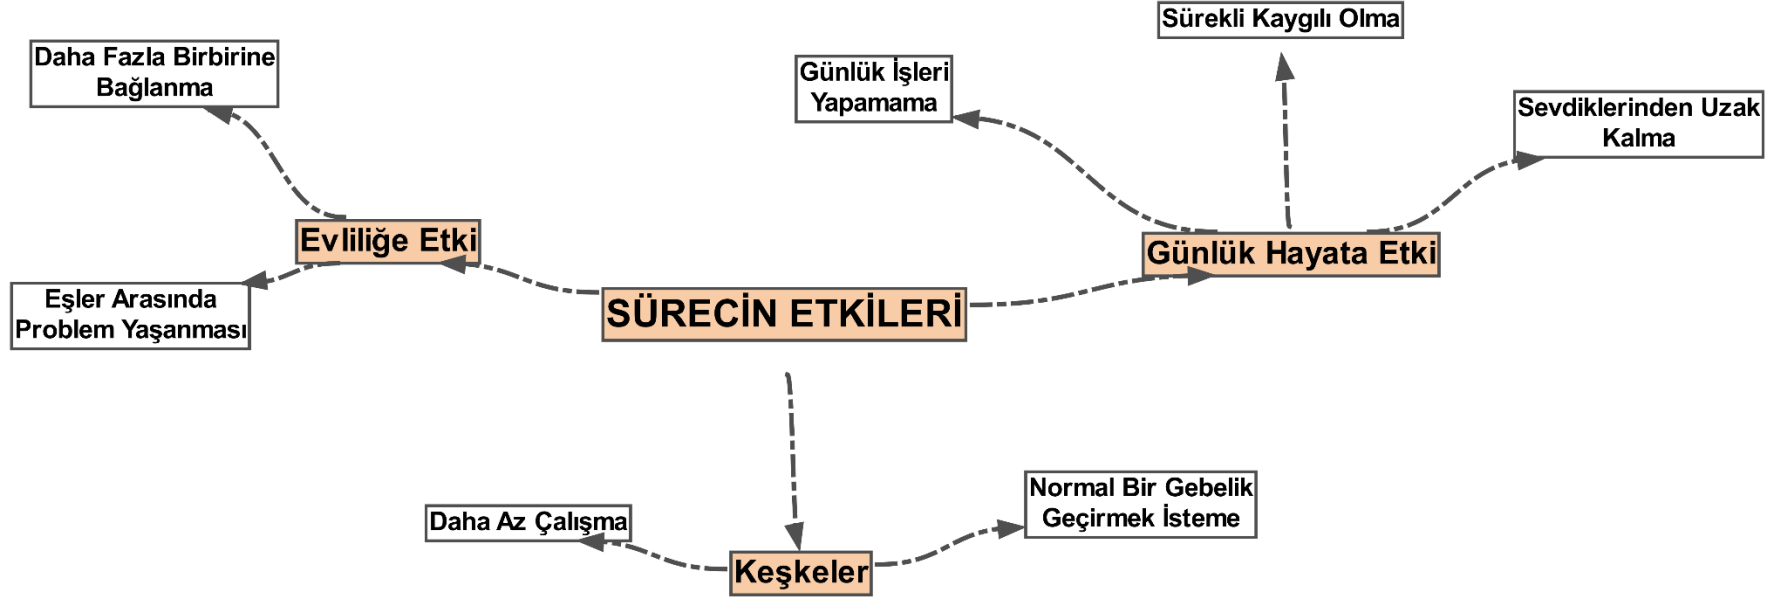 Sürekli Kaygılı Olma
Daha Fazla Birbirine
Bağlanma
Günlük İşleri
Yapamama
Sevdiklerinden Uzak
Kalma
Evliliğe Etki
Günlük Hayata Etki
Eşler Arasında
Problem Yaşanması
SÜRECİN ETKİLERİ
Normal Bir Gebelik
Geçirmek İsteme
Daha Az Çalışma
Keşkeler